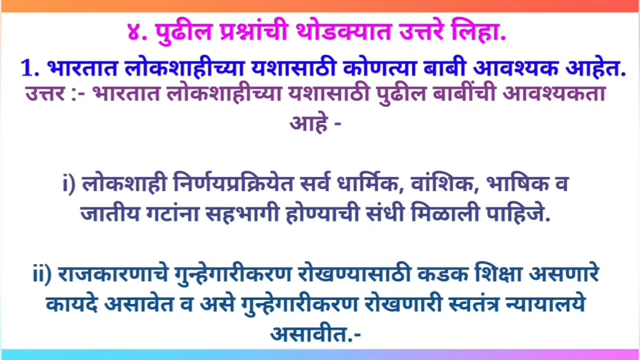 ४. पुढील प्रश्नांची थोडक्यात उत्तरे लिहा.
1. भारतात लोकशाहीच्या यशासाठी कोणत्या बाबी आवश्यक आहेत.
उत्तर :- भारतात लोकशाहीच्या यशासाठी पुढील बाबींची आवश्यकता
आहे -
i) लोकशाही निर्णयप्रक्रियेत सर्व धार्मिक, वांशिक, भाषिक व
जातीय गटांना सहभागी होण्याची संधी मिळाली पाहिजे.
ii) राजकारणाचे गुन्हेगारीकरण रोखण्यासाठी कडक शिक्षा असणारे
कायदे असावेत व असे गुन्हेगारीकरण रोखणारी स्वतंत्र न्यायालये
असावीत.-